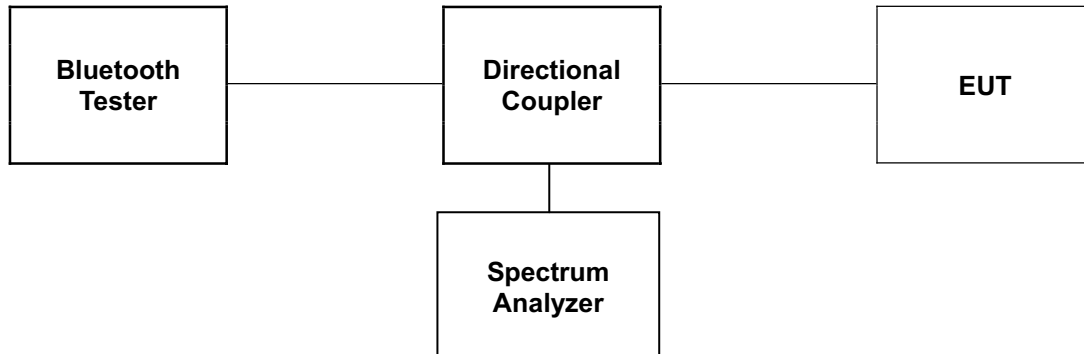 Bluetooth
Tester
Directional
Coupler
EUT
Spectrum
Analyzer